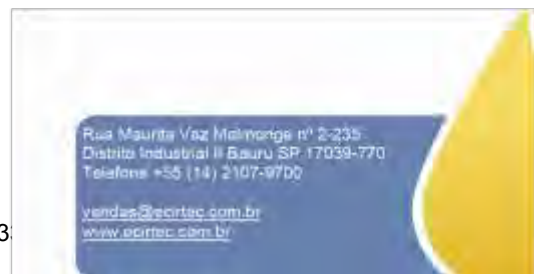 Rua Maurita Vaz Malmonge nº 2-235
Distrito Industrial II Bauru SP 17039-770
Telefone +55 (14) 2107-9700
vendas@ecirtec.com.br
www.ecirtec.com.br